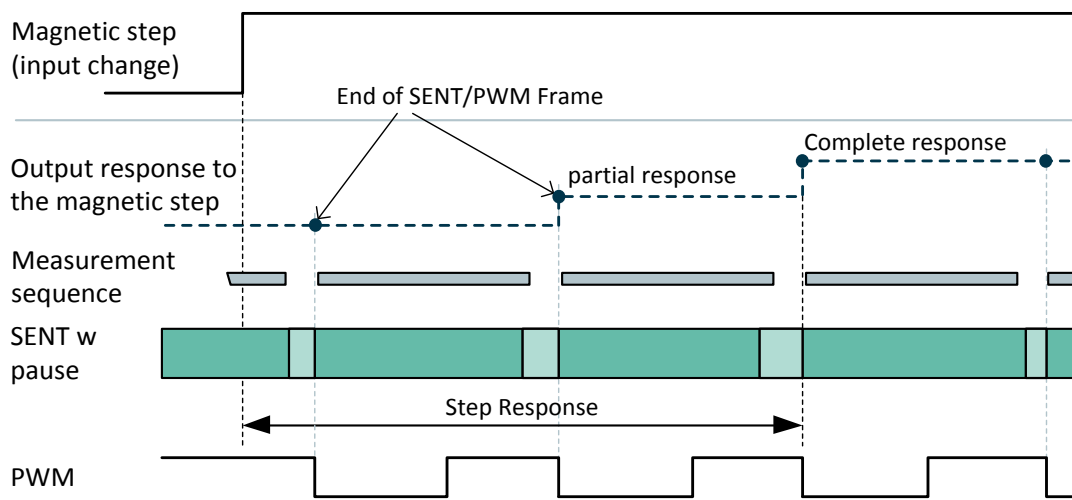 Magnetic step
(input change)
End of SENT/PWM Frame
Complete response
Output response to
the magnetic step
partial response
Measurement
sequence
SENT w
pause
Step Response
PWM